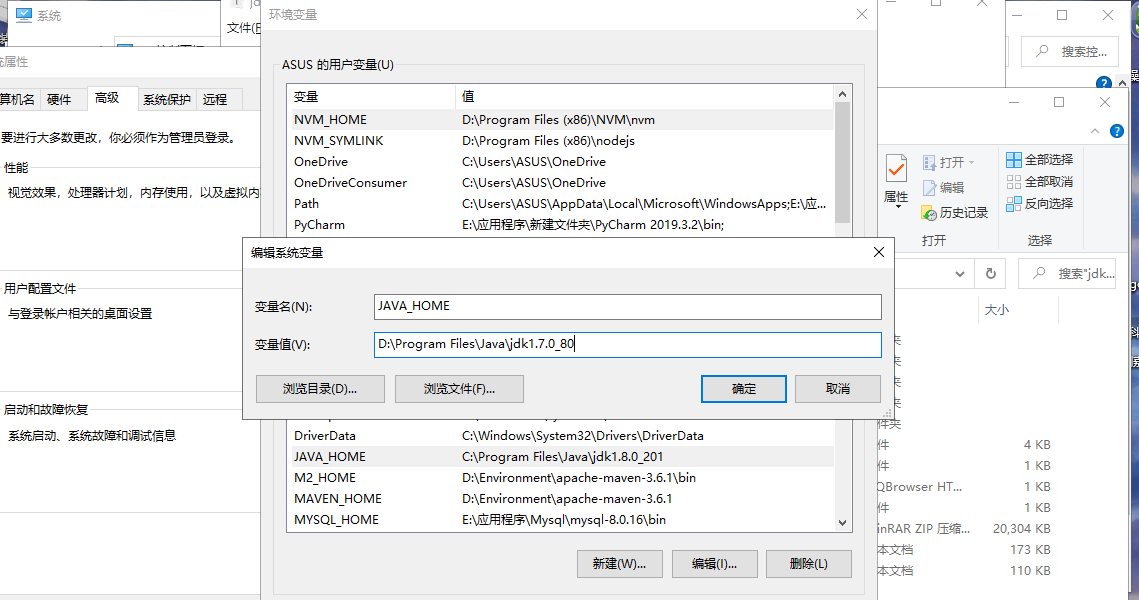 系统
文件(F
环境变量
搜索控...
ASUS 的用户变量(U)
变量 值
NVM_HOME D:\Program Files (x86)\NVM\nvm
NVM_SYMLINK D:\Program Files (x86)\nodejs
OneDrive C:\Users\ASUS\OneDrive
OneDriveConsumer C:\Users\ASUS\OneDrive
Path C:\Users\ASUS\AppData\Local\Microsoft\WindowsApps;E:\应...
PyCharm E:\应用程序\新建文件夹\PyCharm 2019.3.2\bin;
统属性
算机名 硬件 高级 系统保护 远程
要进行大多数更改，你必须作为管理员登录。
性能
视觉效果，处理器计划，内存使用，以及虚拟内
用户配置文件
与登录帐户相关的桌面设置
启动和故障恢复
系统启动、系统故障和调试信息
编辑系统变量
变量名(N): JAVA_HOME
变量值(V): D:\Program Files\Java\jdk1.7.0_80
浏览目录(D)... 浏览文件(F)... 确定 取消
DriverData C:\Windows\System32\Drivers\DriverData
JAVA_HOME C:\Program Files\Java\jdk1.8.0_201
M2_HOME D:\Environment\apache-maven-3.6.1\bin
MAVEN_HOME D:\Environment\apache-maven-3.6.1
MYSQL_HOME E:\应用程序\Mysql\mysql-8.0.16\bin
新建(W)... 编辑(I)... 删除(L)
属性
打开
编辑
历史记录
打开
全部选择
全部取消
反向选择
选择
搜索"jdk...
大小
夹
夹
夹
夹
件夹
件 4 KB
件 1 KB
QBrowser HT... 1 KB
件 1 KB
inRAR ZIP 压缩... 20,304 KB
本文档 173 KB
本文档 110 KB